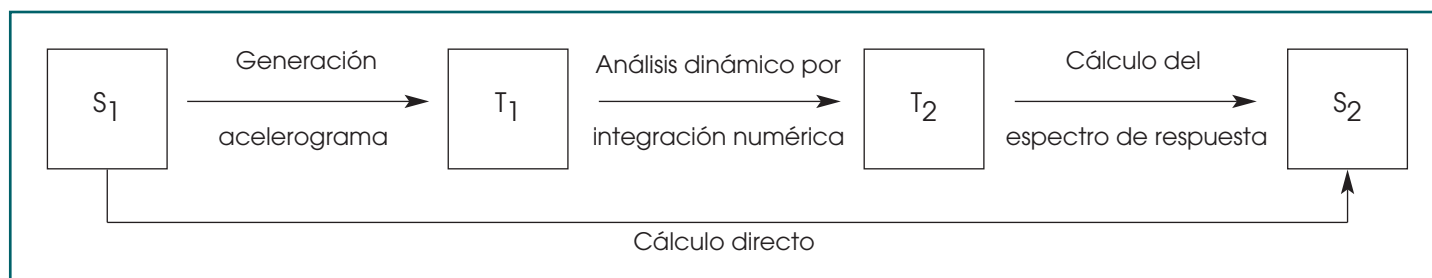 S1
Generación
acelerograma
T1
Análisis dinámico por
integración numérica
T2
Cálculo del
espectro de respuesta
S2
Cálculo directo